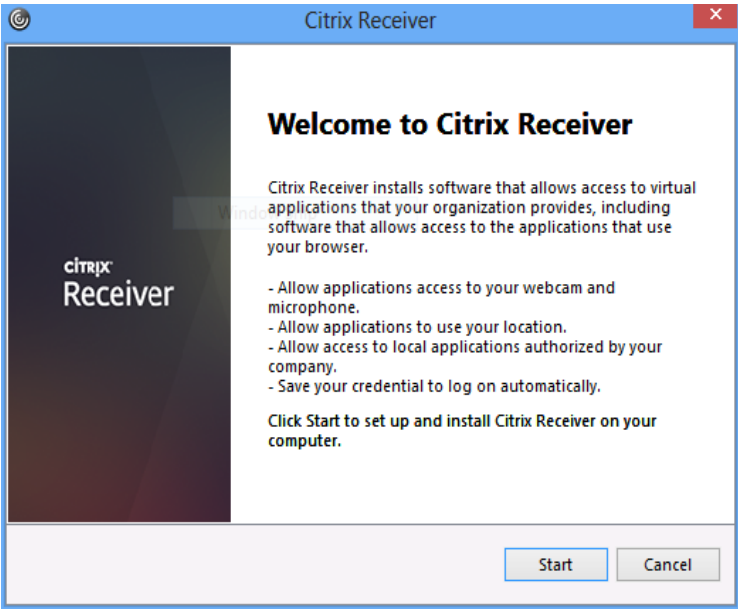 Citrix Receiver
Welcome to Citrix Receiver
Citrix Receiver installs software that allows access to virtual
applications that your organization provides, including
software that allows access to the applications that use
your browser.
CİTRIX
Receiver
- Allow applications access to your webcam and
microphone.
- Allow applications to use your location.
- Allow access to local applications authorized by your
company.
- Save your credential to log on automatically.
Click Start to set up and install Citrix Receiver on your
computer.
Start
Cancel